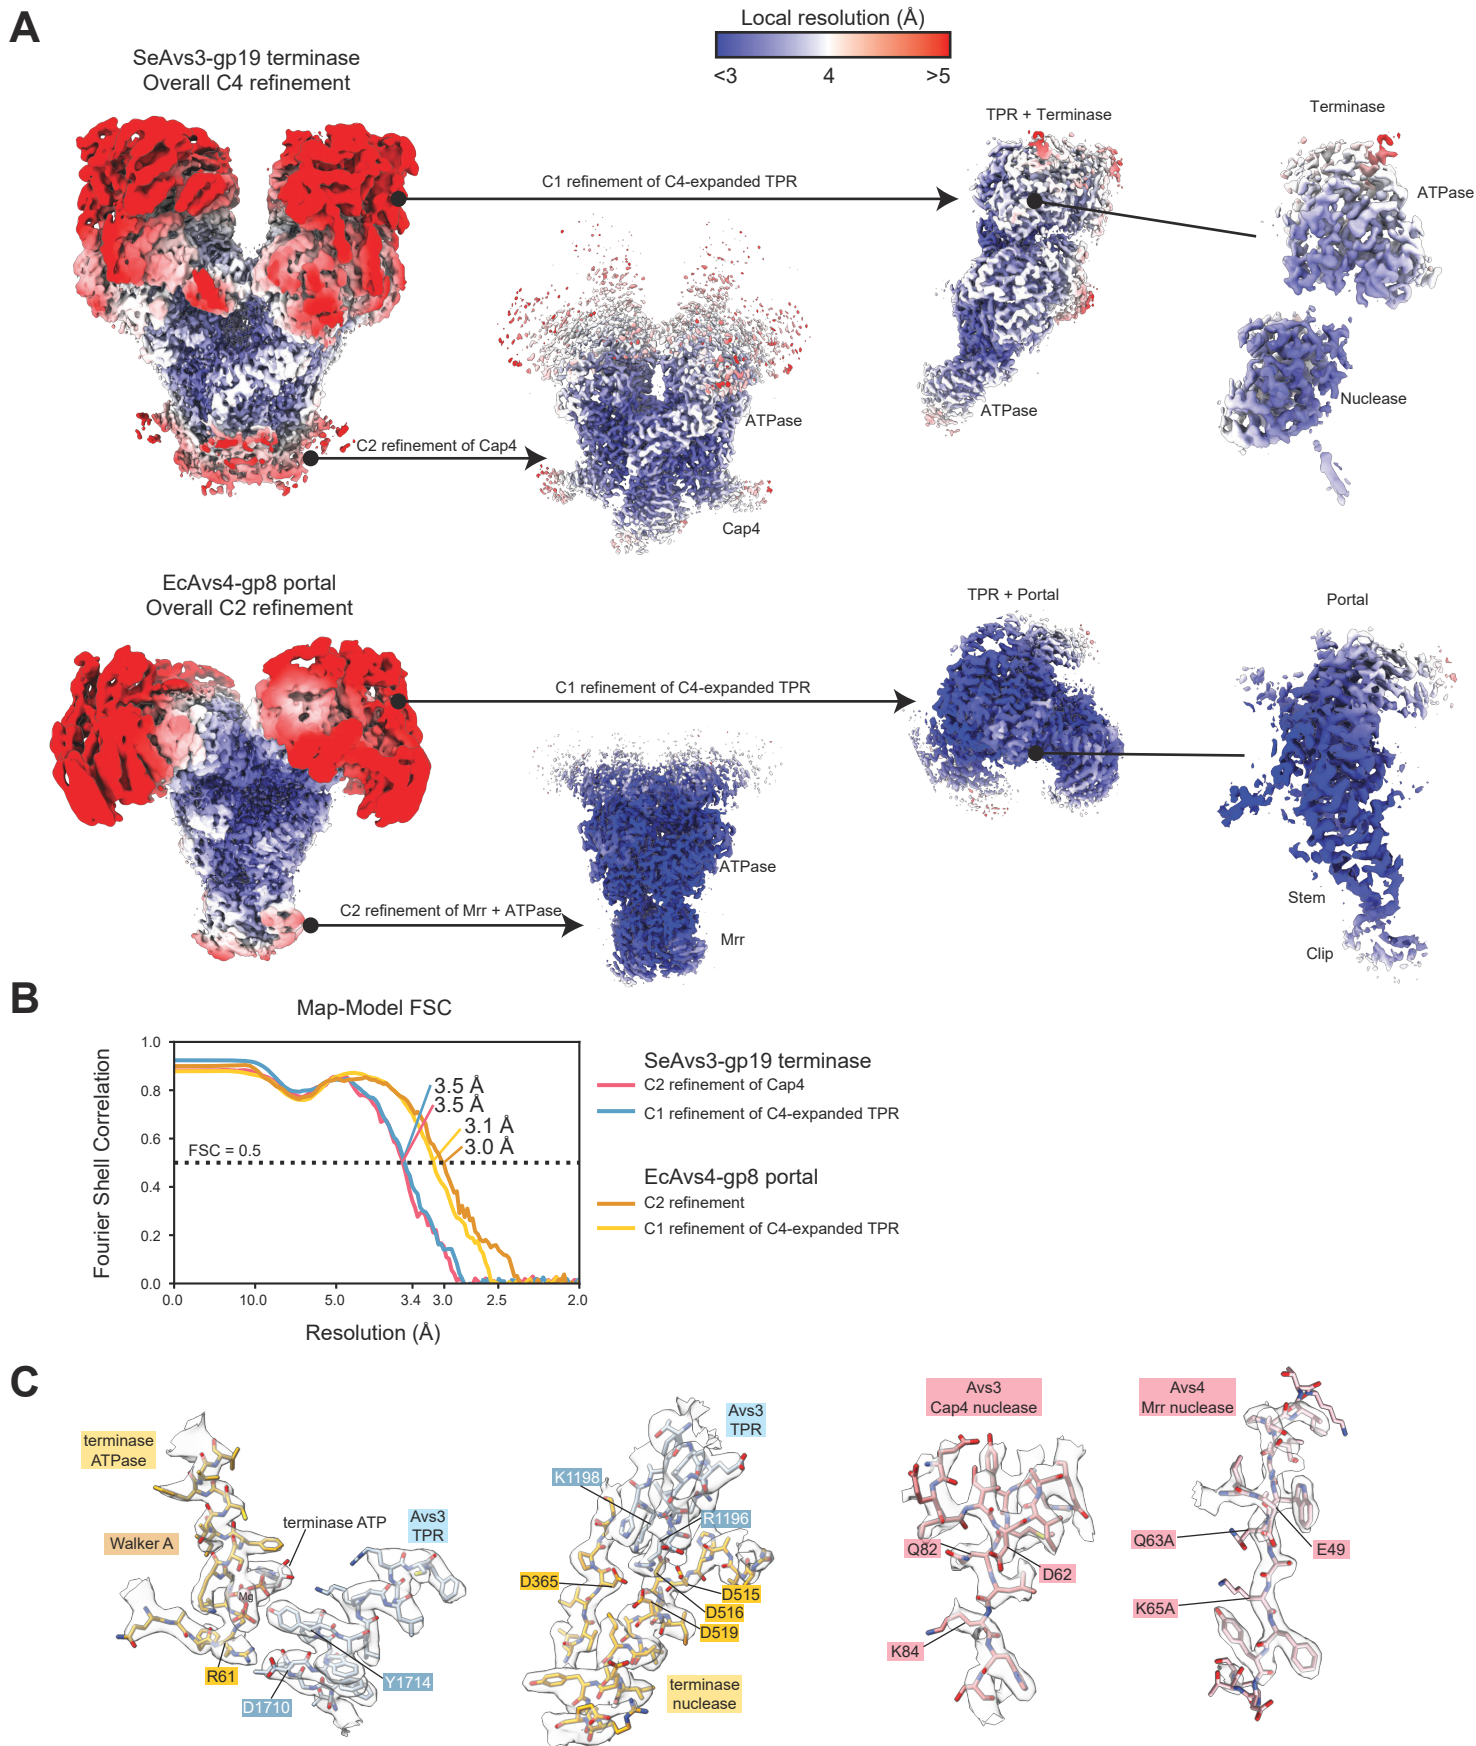 A
Local resolution (Å)
<3 4 >5
SeAvs3-gp19 terminase
Overall C4 refinement
TPR + Terminase
Terminase
C1 refinement of C4-expanded TPR
ATPase
C2 refinement of Cap4
ATPase
ATPase
Nuclease
Cap4
EcAvs4-gp8 portal
Overall C2 refinement
TPR + Portal
Portal
C1 refinement of C4-expanded TPR
ATPase
C2 refinement of Mrr + ATPase
Mrr
Stem
Clip
B
Map-Model FSC
Fourier Shell Correlation
1.0
0.8
0.6
0.4
0.2
0.0
FSC = 0.5
3.5 Å
3.5 Å
3.1 Å
3.0 Å
0.0 10.0 5.0 3.4 3.0 2.5 2.0
Resolution (Å)
SeAvs3-gp19 terminase
C2 refinement of Cap4
C1 refinement of C4-expanded TPR
EcAvs4-gp8 portal
C2 refinement
C1 refinement of C4-expanded TPR
C
terminase
ATPase
Walker A
terminase ATP
Avs3
TPR
Mg
R61
D1710
Y1714
Avs3
TPR
K1198
R1196
D365
D515
D516
D519
terminase
nuclease
Avs3
Cap4 nuclease
Q82
D62
K84
Avs4
Mrr nuclease
Q63A
E49
K65A